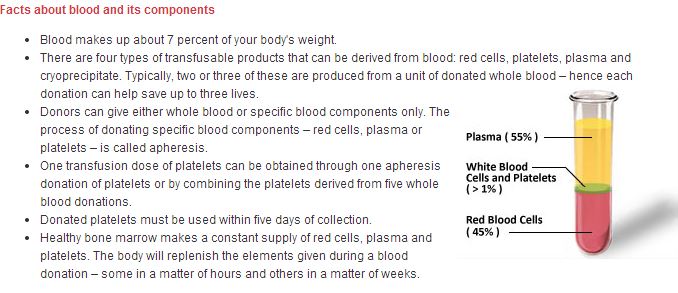 Facts about blood and its components
• Blood makes up about 7 percent of your body's weight.
• There are four types of transfusable products that can be derived from blood: red cells, platelets, plasma and
cryoprecipitate. Typically, two or three of these are produced from a unit of donated whole blood – hence each
donation can help save up to three lives.
• Donors can give either whole blood or specific blood components only. The
process of donating specific blood components – red cells, plasma or
platelets – is called apheresis.
• One transfusion dose of platelets can be obtained through one apheresis
donation of platelets or by combining the platelets derived from five whole
blood donations.
• Donated platelets must be used within five days of collection.
• Healthy bone marrow makes a constant supply of red cells, plasma and
platelets. The body will replenish the elements given during a blood
donation – some in a matter of hours and others in a matter of weeks.
Plasma ( 55% )
White Blood
Cells and Platelets
( > 1% )
Red Blood Cells
( 45% )